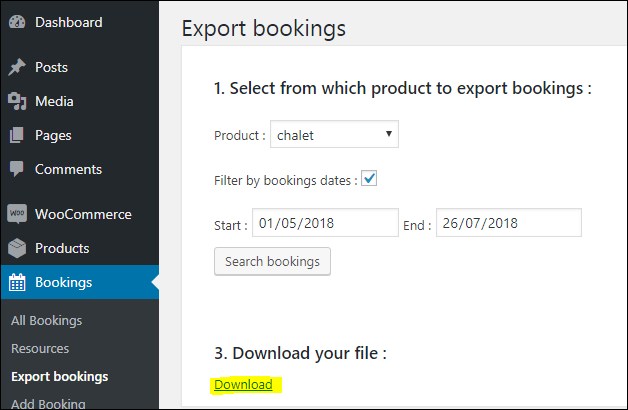 Dashboard
Posts
Media
Pages
Comments
Woo WooCommerce
Products
Bookings
All Bookings
Resources
Export bookings
Add Booking
Export bookings
1. Select from which product to export bookings :
Product : chalet
Filter by bookings dates :
Start : 01/05/2018 End : 26/07/2018
Search bookings
3. Download your file :
Download